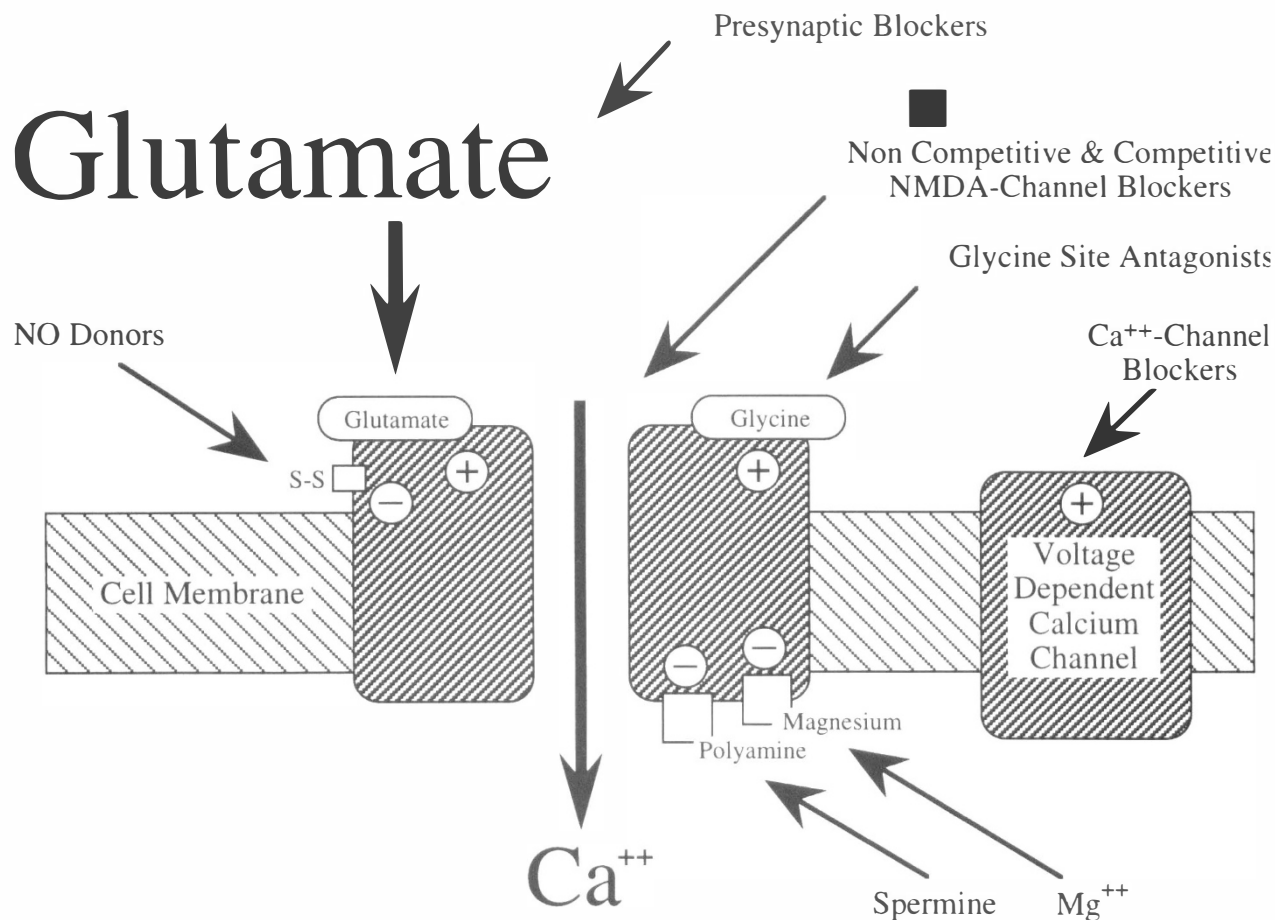 Presynaptic Blockers
Glutamate
Non Competitive & Competitive
NMDA-Channel Blockers
Glycine Site Antagonists
NO Donors
Ca++-Channel
Blockers
Glutamate
Glycine
S-S
+
−
+
+
Cell Membrane
Voltage
Dependent
Calcium
Channel
−
−
Magnesium
Polyamine
Ca++
Spermine
Mg++